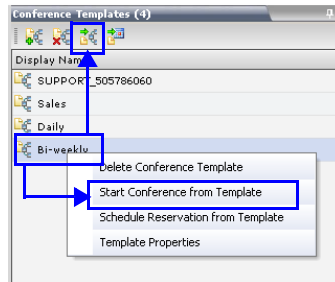 Conference Templates (4)
Display Name
SUPPORT_505786060
Sales
Daily
Bi-weekly
Delete Conference Template
Start Conference from Template
Schedule Reservation from Template
Template Properties